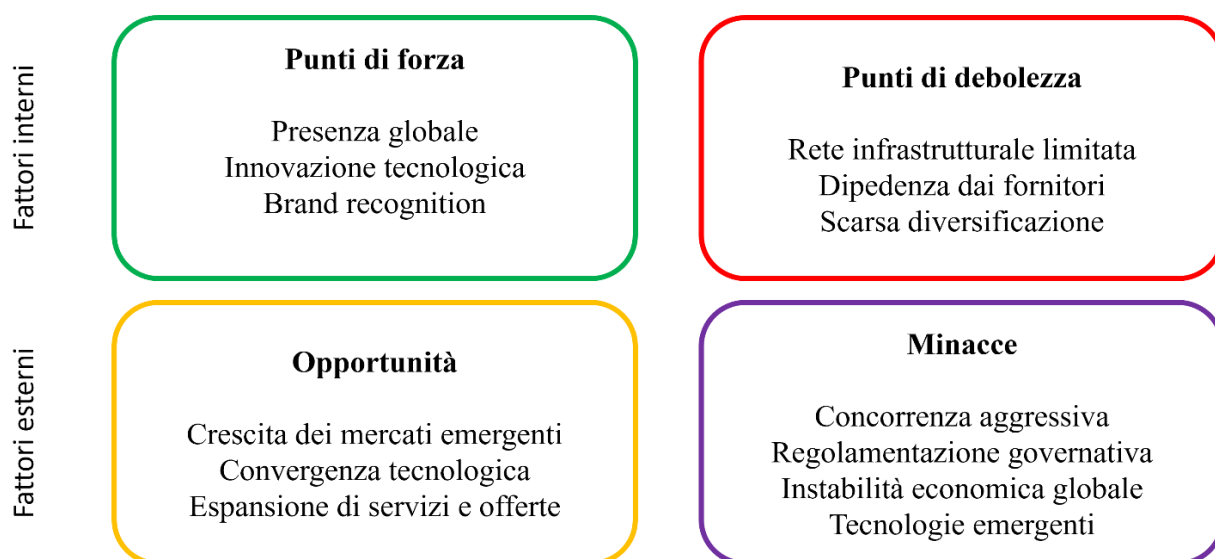 Fattori interni
Punti di forza
Presenza globale
Innovazione tecnologica
Brand recognition
Punti di debolezza
Rete infrastrutturale limitata
Dipedenza dai fornitori
Scarsa diversificazione
Fattori esterni
Opportunità
Crescita dei mercati emergenti
Convergenza tecnologica
Espansione di servizi e offerte
Minacce
Concorrenza aggressiva
Regolamentazione governativa
Instabilità economica globale
Tecnologie emergenti